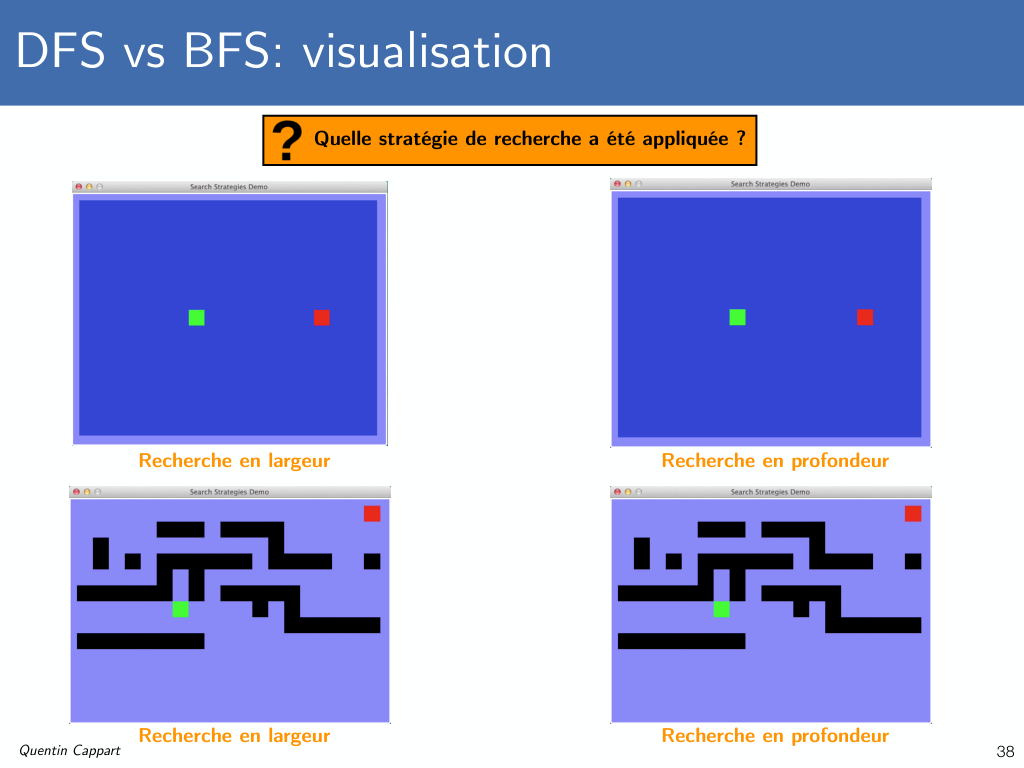 DFS vs BFS: visualisation
? Quelle stratégie de recherche a été appliquée ?
Search Strategies Demo
Search Strategies Demo
Recherche en largeur
Recherche en profondeur
Search Strategies Demo
Search Strategies Demo
Recherche en largeur
Recherche en profondeur
Quentin Cappart
38